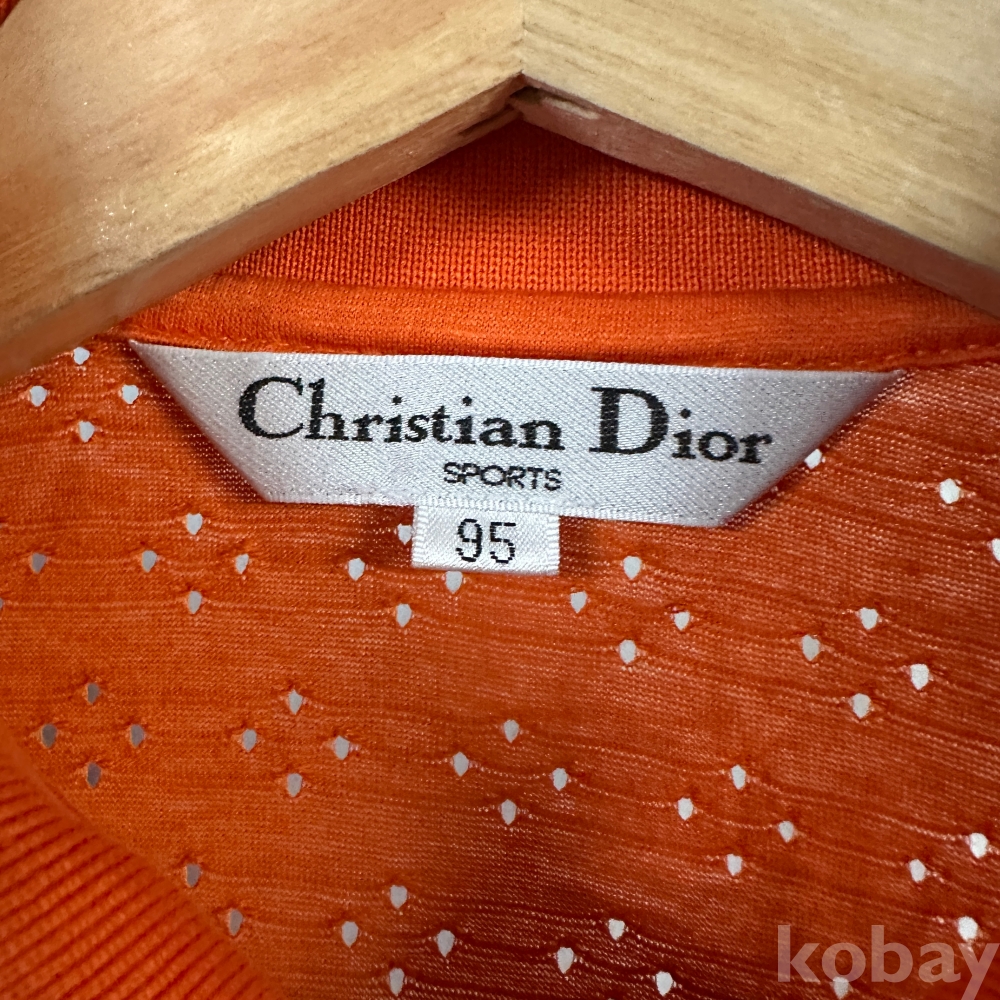 Christian Dior
SPORTS
95
kobay